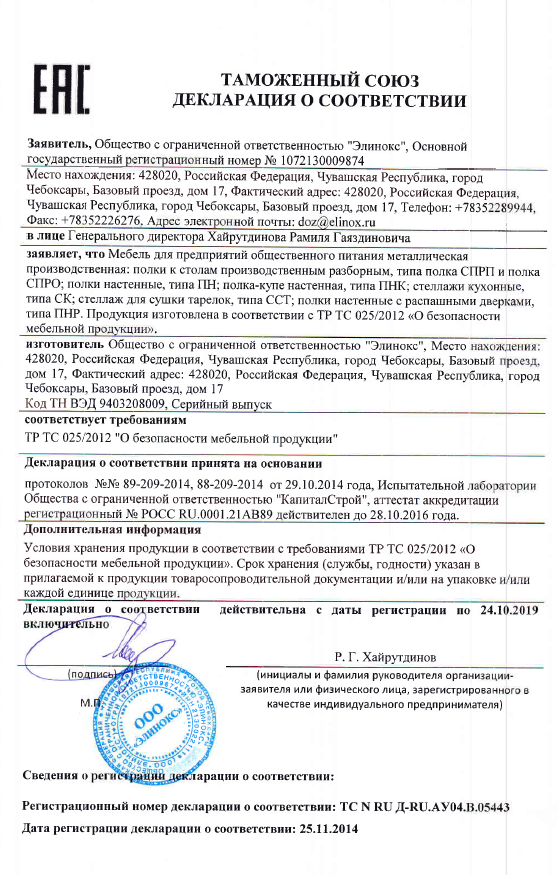 ЕАС
ТАМОЖЕННЫЙ СОЮЗ
ДЕКЛАРАЦИЯ О СООТВЕТСТВИИ
Заявитель, Общество с ограниченной ответственностью "Элинокс", Основной
государственный регистрационный номер № 1072130009874
Место нахождения: 428020, Российская Федерация, Чувашская Республика, город
Чебоксары, Базовый проезд, дом 17, Фактический адрес: 428020, Российская Федерация,
Чувашская Республика, город Чебоксары, Базовый проезд, дом 17, Телефон: +78352289944,
Факс: +78352226276, Адрес электронной почты: doz@elinox.ru
в лице Генерального директора Хайрутдинова Рамиля Гаяздиновича
заявляет, что Мебель для предприятий общественного питания металлическая
производственная: полки к столам производственным разборным, типа полка СПРП и полка
СПРО; полки настенные, типа ПН; полка-купе настенная, типа ПНК; стеллажи кухонные,
типа СК; стеллаж для сушки тарелок, типа ССТ; полки настенные с распашными дверками,
типа ПНР. Продукция изготовлена в соответствии с ТР ТС 025/2012 «О безопасности
мебельной продукции».
изготовитель Общество с ограниченной ответственностью "Элинокс", Место нахождения:
428020, Российская Федерация, Чувашская Республика, город Чебоксары, Базовый проезд,
дом 17, Фактический адрес: 428020, Российская Федерация, Чувашская Республика, город
Чебоксары, Базовый проезд, дом 17
Код ТН ВЭД 9403208009, Серийный выпуск
соответствует требованиям
ТР ТС 025/2012 "О безопасности мебельной продукции"
Декларация о соответствии принята на основании
протоколов №№ 89-209-2014, 88-209-2014 от 29.10.2014 года, Испытательной лаборатории
Общества с ограниченной ответственностью "КапиталСтрой", аттестат аккредитации
регистрационный № РОСС RU.0001.21АВ89 действителен до 28.10.2016 года.
Дополнительная информация
Условия хранения продукции в соответствии с требованиями ТР ТС 025/2012 «О
безопасности мебельной продукции». Срок хранения (службы, годности) указан в
прилагаемой к продукции товаросопроводительной документации и/или на упаковке и/или
каждой единице продукции.
Декларация о соответствии действительна с даты регистрации по 24.10.2019
включительно
Р. Г. Хайрутдинов
(подпись)
(инициалы и фамилия руководителя организации-
заявителя или физического лица, зарегистрированного в
качестве индивидуального предпринимателя)
М.П.
ООО
«ЭЛИНОКС»
Сведения о регистрации декларации о соответствии:
Регистрационный номер декларации о соответствии: ТС N RU Д-RU.АУ04.В.05443
Дата регистрации декларации о соответствии: 25.11.2014